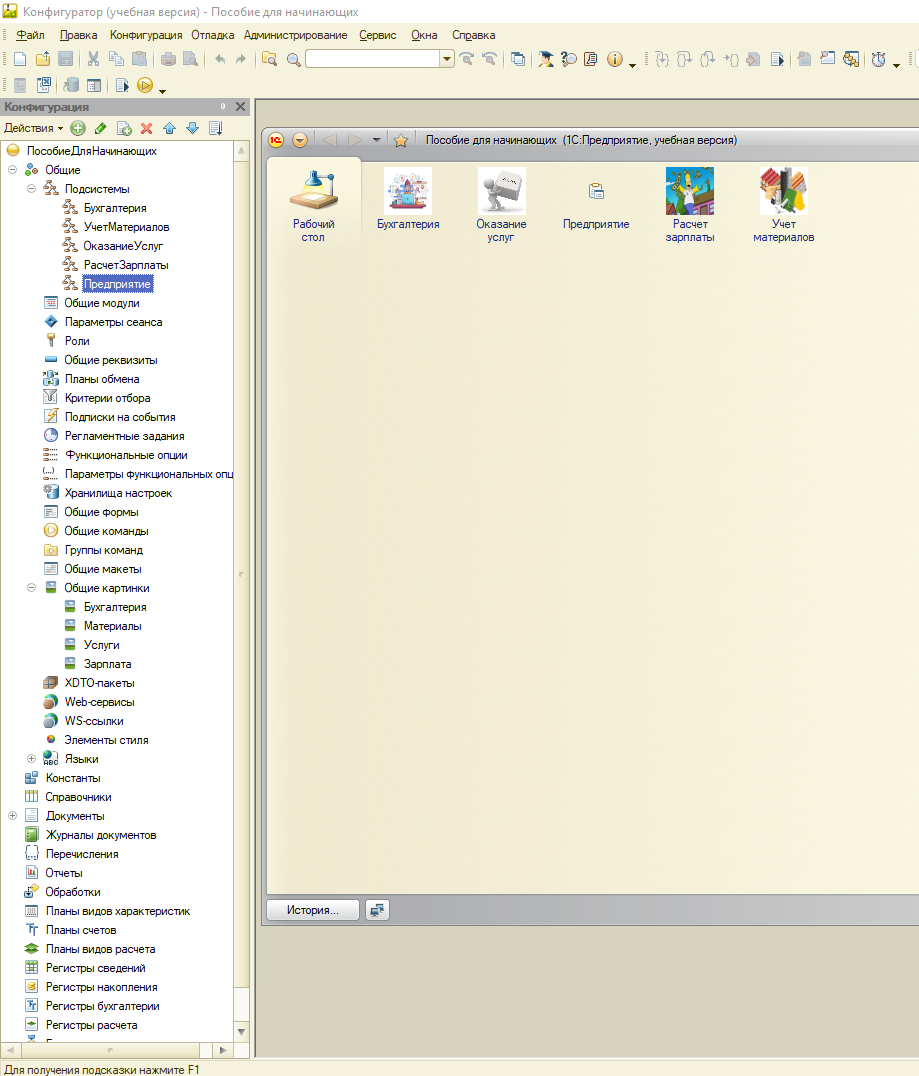 Конфигуратор (учебная версия) - Пособие для начинающих
Файл Правка Конфигурация Отладка Администрирование Сервис Окна Справка
Конфигурация
Действия
ПособиеДляНачинающих
Общие
Подсистемы
Бухгалтерия
УчетМатериалов
ОказаниеУслуг
РасчетЗарплаты
Предприятие
Общие модули
Параметры сеанса
Роли
Общие реквизиты
Планы обмена
Критерии отбора
Подписки на события
Регламентные задания
Функциональные опции
Параметры функциональных опц
Хранилища настроек
Общие формы
Общие команды
Группы команд
Общие макеты
Общие картинки
Бухгалтерия
Материалы
Услуги
Зарплата
XDTO-пакеты
Web-сервисы
WS-ссылки
Элементы стиля
Языки
Константы
Справочники
Документы
Журналы документов
Перечисления
Отчеты
Обработки
Планы видов характеристик
Планы счетов
Планы видов расчета
Регистры сведений
Регистры накопления
Регистры бухгалтерии
Регистры расчета
Пособие для начинающих (1С:Предприятие, учебная версия)
Рабочий стол
Бухгалтерия
Оказание услуг
Предприятие
Расчет зарплаты
Учет материалов
История...
Для получения подсказки нажмите F1